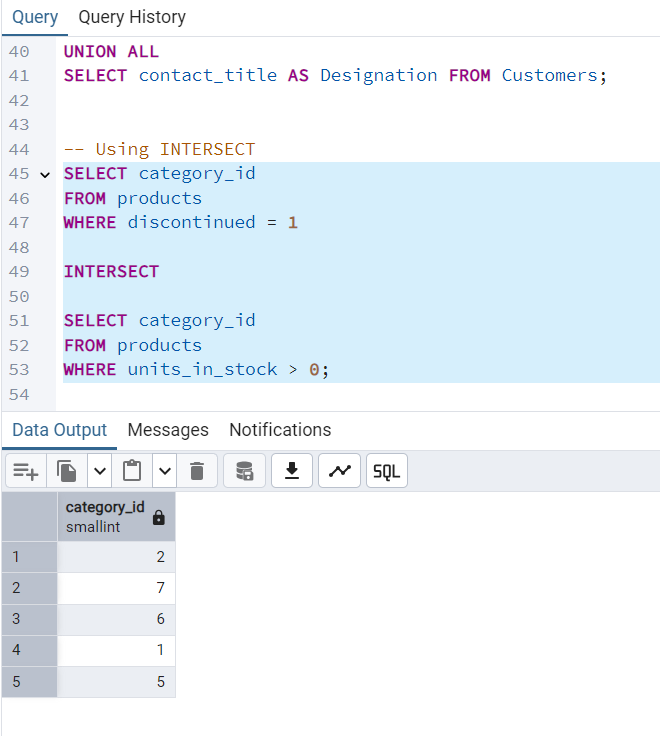 Query Query History
40 UNION ALL
41 SELECT contact_title AS Designation FROM Customers;
42
43
44 -- Using INTERSECT
45 SELECT category_id
46 FROM products
47 WHERE discontinued = 1
48
49 INTERSECT
50
51 SELECT category_id
52 FROM products
53 WHERE units_in_stock > 0;
54
Data Output Messages Notifications
SQL
category_id
smallint
1 2
2 7
3 6
4 1
5 5